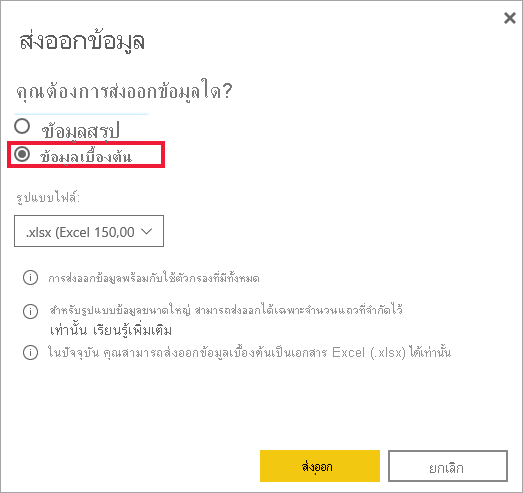 ส่งออกข้อมูล
คุณต้องการส่งออกข้อมูลใด?
ข้อมูลสรุป
ข้อมูลเบื้องต้น
รูปแบบไฟล์:
.xlsx (Excel 150,00
การส่งออกข้อมูลพร้อมกับใช้ตัวกรองที่มีทั้งหมด
สำหรับรูปแบบข้อมูลขนาดใหญ่ สามารถส่งออกได้เฉพาะจำนวนแถวที่จำกัดไว้
เท่านั้น เรียนรู้เพิ่มเติม
ในปัจจุบัน คุณสามารถส่งออกข้อมูลเบื้องต้นเป็นเอกสาร Excel (.xlsx) ได้เท่านั้น
ส่งออก
ยกเลิก